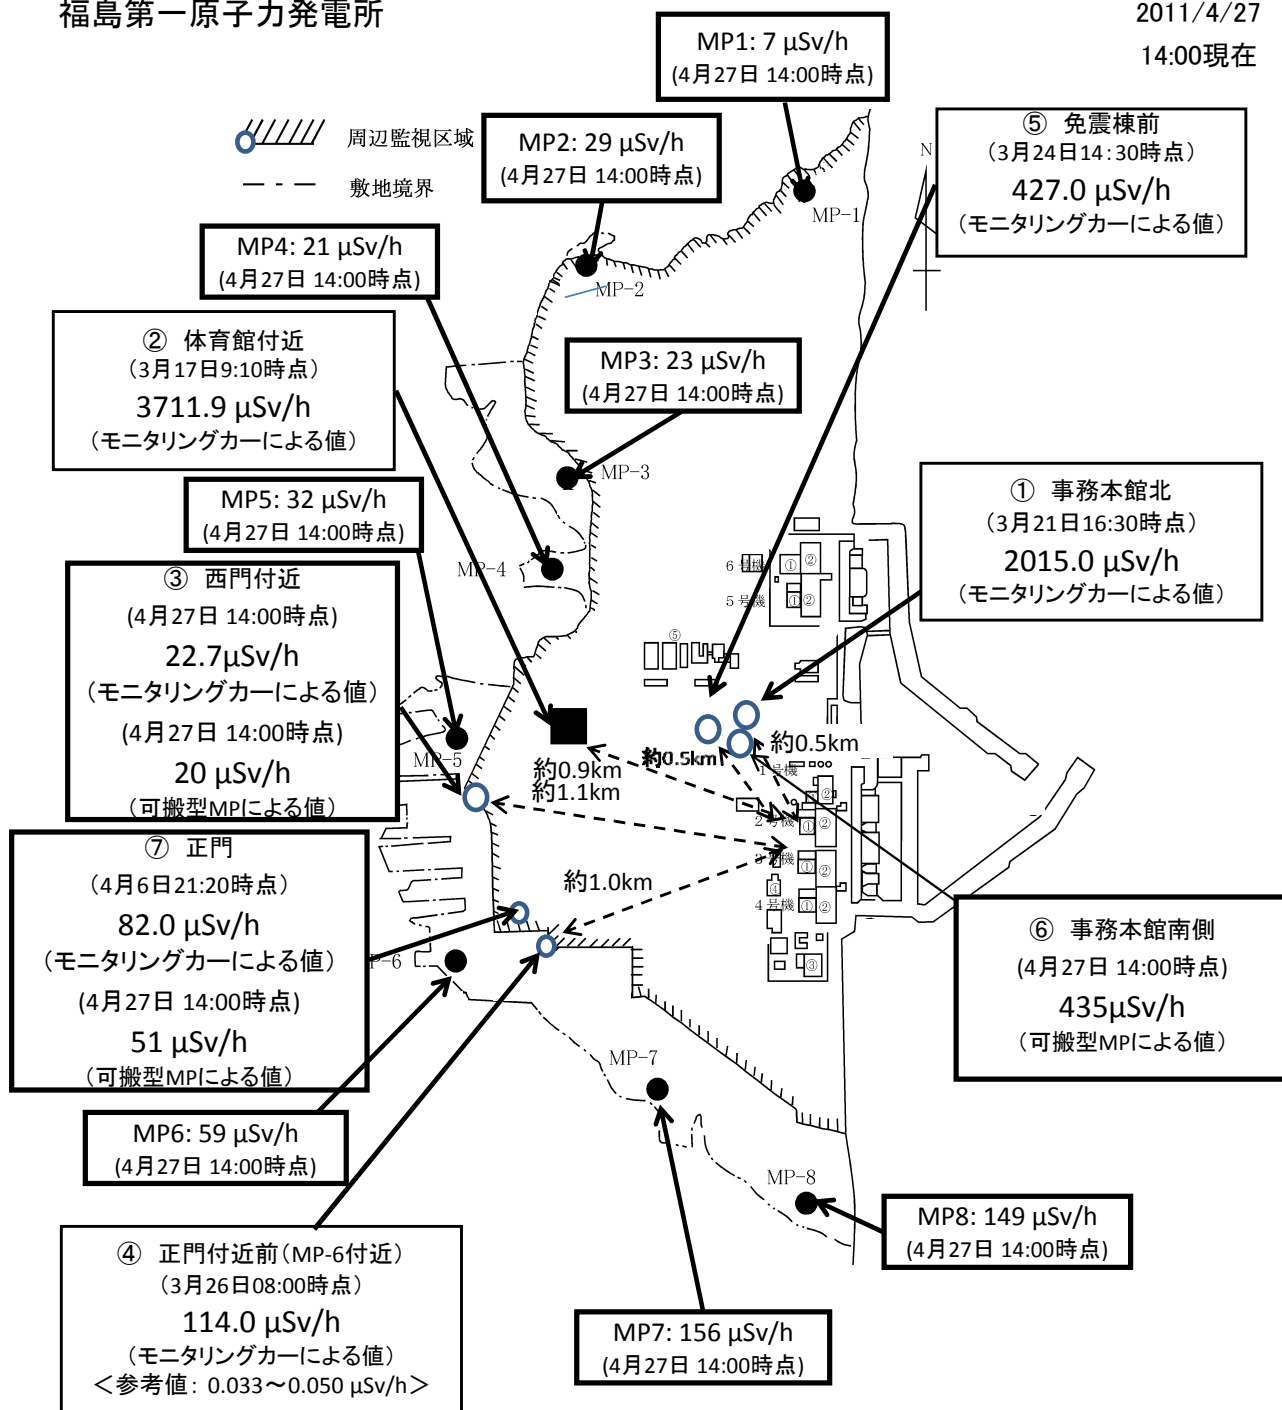 福島第一原子力発電所
2011/4/27
14:00現在
周辺監視区域
敷地境界
MP1: 7 μSv/h
(4月27日 14:00時点)
MP2: 29 μSv/h
(4月27日 14:00時点)
⑤ 免震棟前
(3月24日14:30時点)
427.0 μSv/h
(モニタリングカーによる値)
N
MP-1
MP-2
MP4: 21 μSv/h
(4月27日 14:00時点)
② 体育館付近
(3月17日9:10時点)
3711.9 μSv/h
(モニタリングカーによる値)
MP3: 23 μSv/h
(4月27日 14:00時点)
MP-3
MP5: 32 μSv/h
(4月27日 14:00時点)
MP-4
① 事務本館北
(3月21日16:30時点)
2015.0 μSv/h
(モニタリングカーによる値)
③ 西門付近
(4月27日 14:00時点)
22.7μSv/h
(モニタリングカーによる値)
(4月27日 14:00時点)
20 μSv/h
(可搬型MPによる値)
6号機
①
②
5号機
①
②
⑤
MP-5
約0.9km
約1.1km
約0.5km
約0.5km
1号機
②
2号機
①
②
3号機
①
②
④
4号機
①
②
③
約1.0km
⑦ 正門
(4月6日21:20時点)
82.0 μSv/h
(モニタリングカーによる値)
(4月27日 14:00時点)
51 μSv/h
(可搬型MPによる値)
P-6
⑥ 事務本館南側
(4月27日 14:00時点)
435μSv/h
(可搬型MPによる値)
MP-7
MP6: 59 μSv/h
(4月27日 14:00時点)
MP-8
MP8: 149 μSv/h
(4月27日 14:00時点)
④ 正門付近前(MP-6付近)
(3月26日08:00時点)
114.0 μSv/h
(モニタリングカーによる値)
<参考値: 0.033~0.050 μSv/h>
MP7: 156 μSv/h
(4月27日 14:00時点)